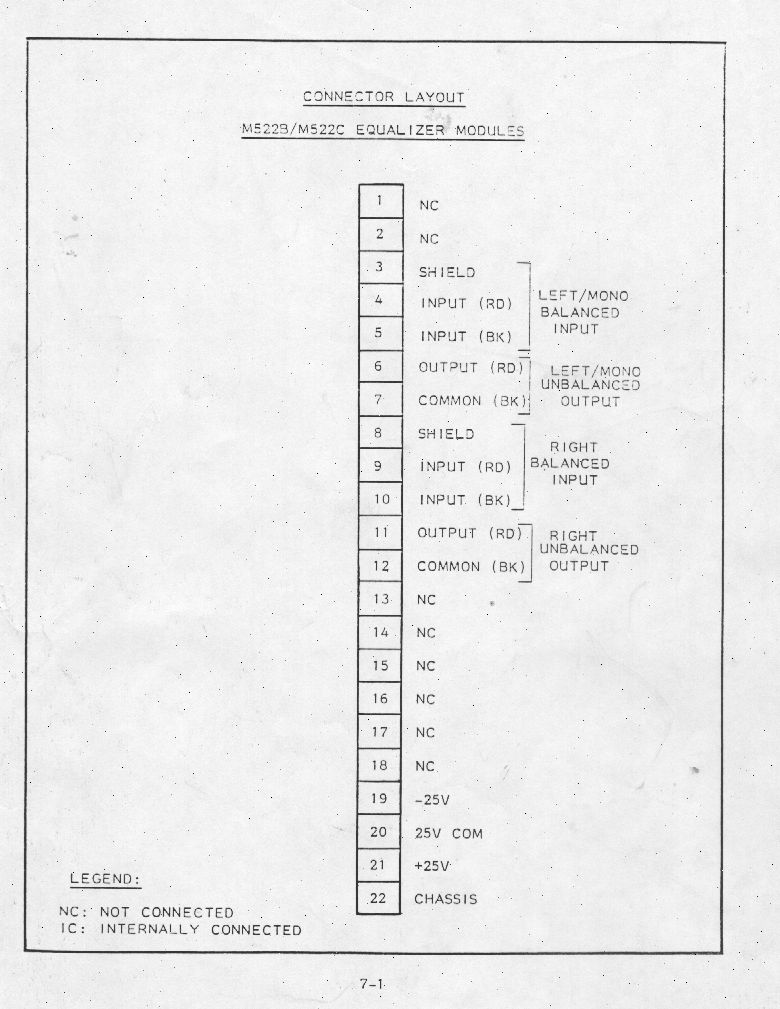 CONNECTOR LAYOUT
M522B/M522C EQUALIZER MODULES
1 NC
2 NC
3 SHIELD
4 INPUT (RD)
5 INPUT (BK)
LEFT/MONO
BALANCED
INPUT
6 OUTPUT (RD)
7 COMMON (BK)
LEFT/MONO
UNBALANCED
OUTPUT
8 SHIELD
9 INPUT (RD)
10 INPUT (BK)
RIGHT
BALANCED
INPUT
11 OUTPUT (RD)
12 COMMON (BK)
RIGHT
UNBALANCED
OUTPUT
13 NC
14 NC
15 NC
16 NC
17 NC
18 NC
19 -25V
20 25V COM
21 +25V
22 CHASSIS
LEGEND:
NC: NOT CONNECTED
IC: INTERNALLY CONNECTED
7-1